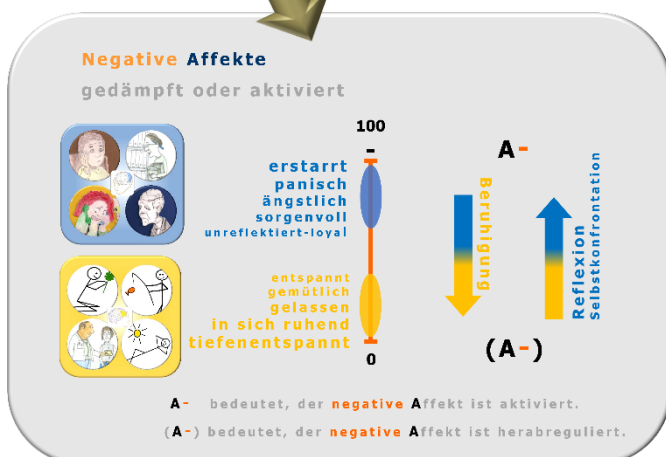 Negative Affekte
gedämpft oder aktiviert
100
-
erstarrt
panisch
ängstlich
sorgenvoll
unreflektiert-loyal
entspannt
gemütlich
gelassen
in sich ruhend
tiefenentspannt
0
A-
Beruhigung
Reflexion
Selbstkonfrontation
(A-)
A- bedeutet, der negative Affekt ist aktiviert.
(A-) bedeutet, der negative Affekt ist herabreguliert.